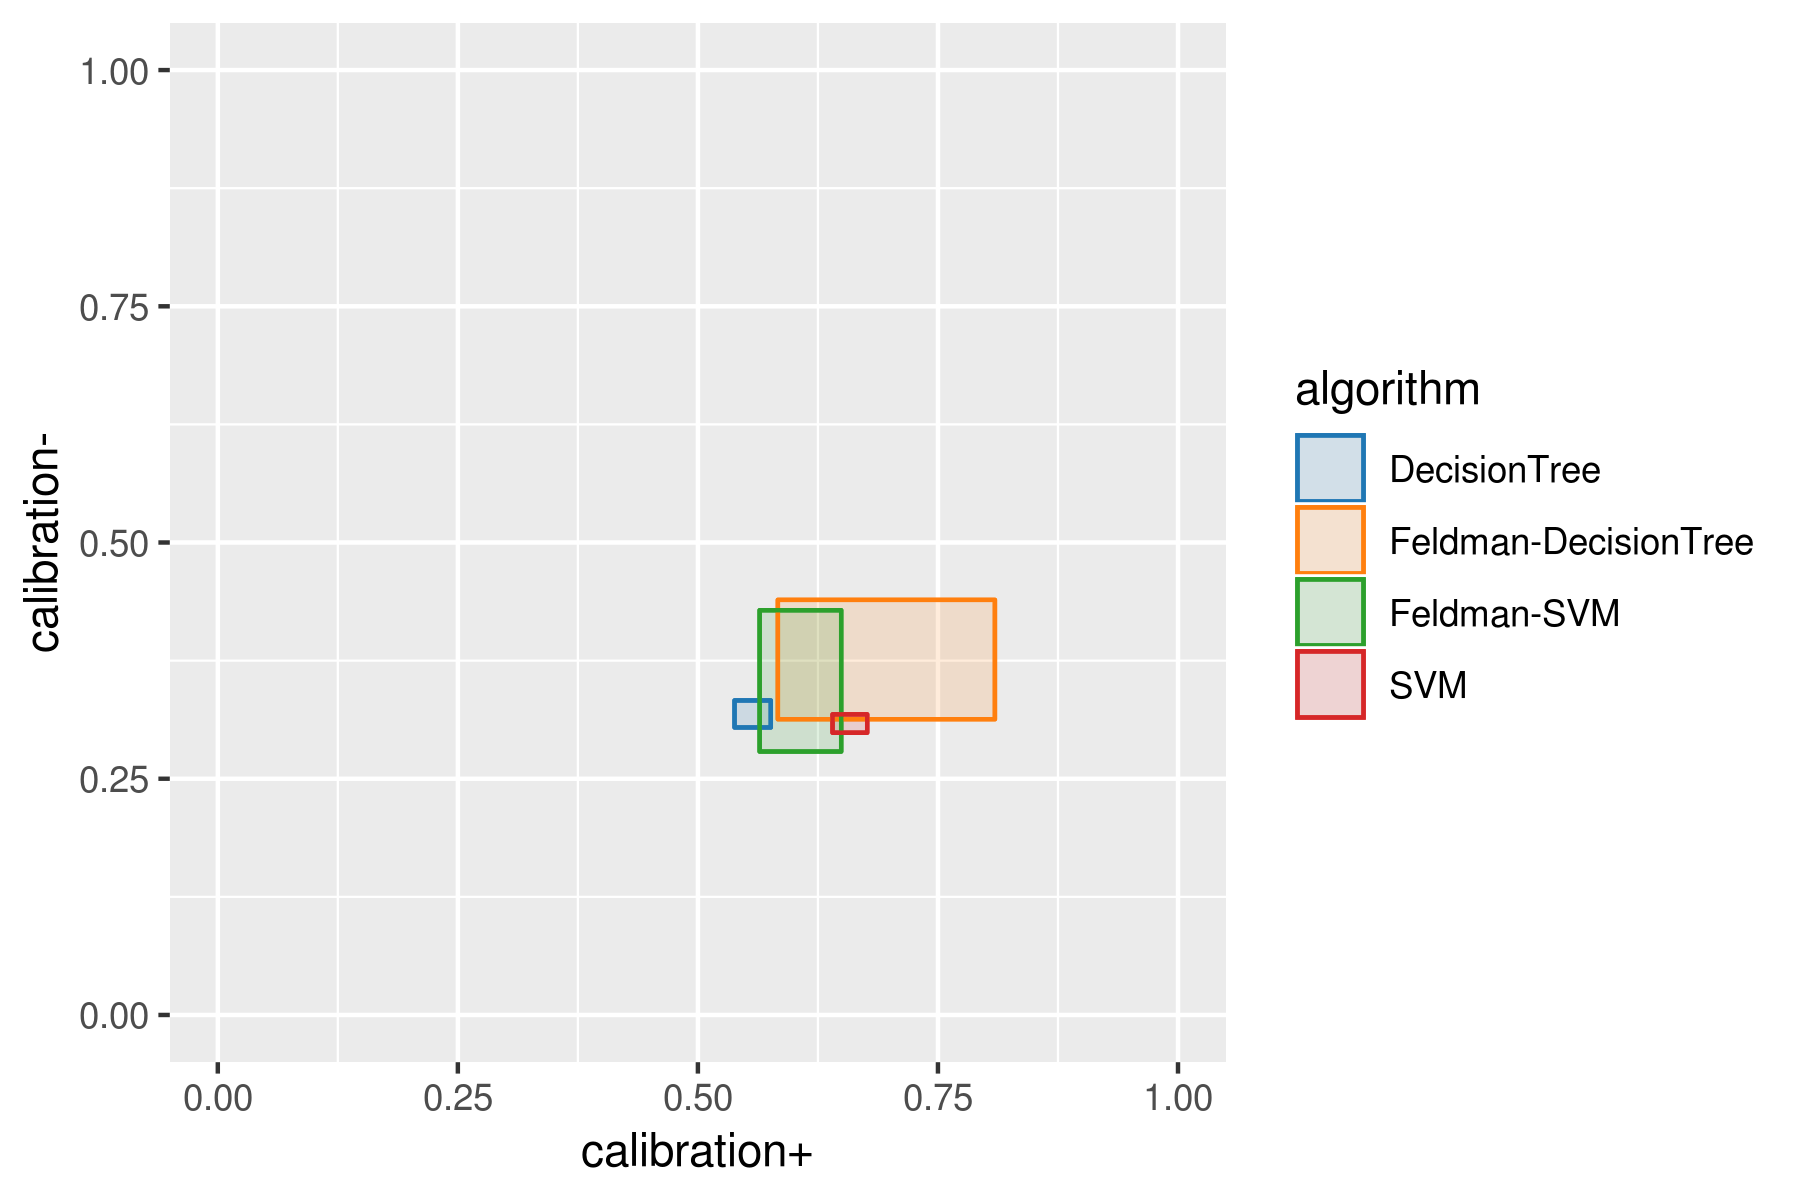 1.00
0.75
0.50
0.25
0.00
calibration-
0.00 0.25 0.50 0.75 1.00
calibration+
algorithm
DecisionTree
Feldman-DecisionTree
Feldman-SVM
SVM